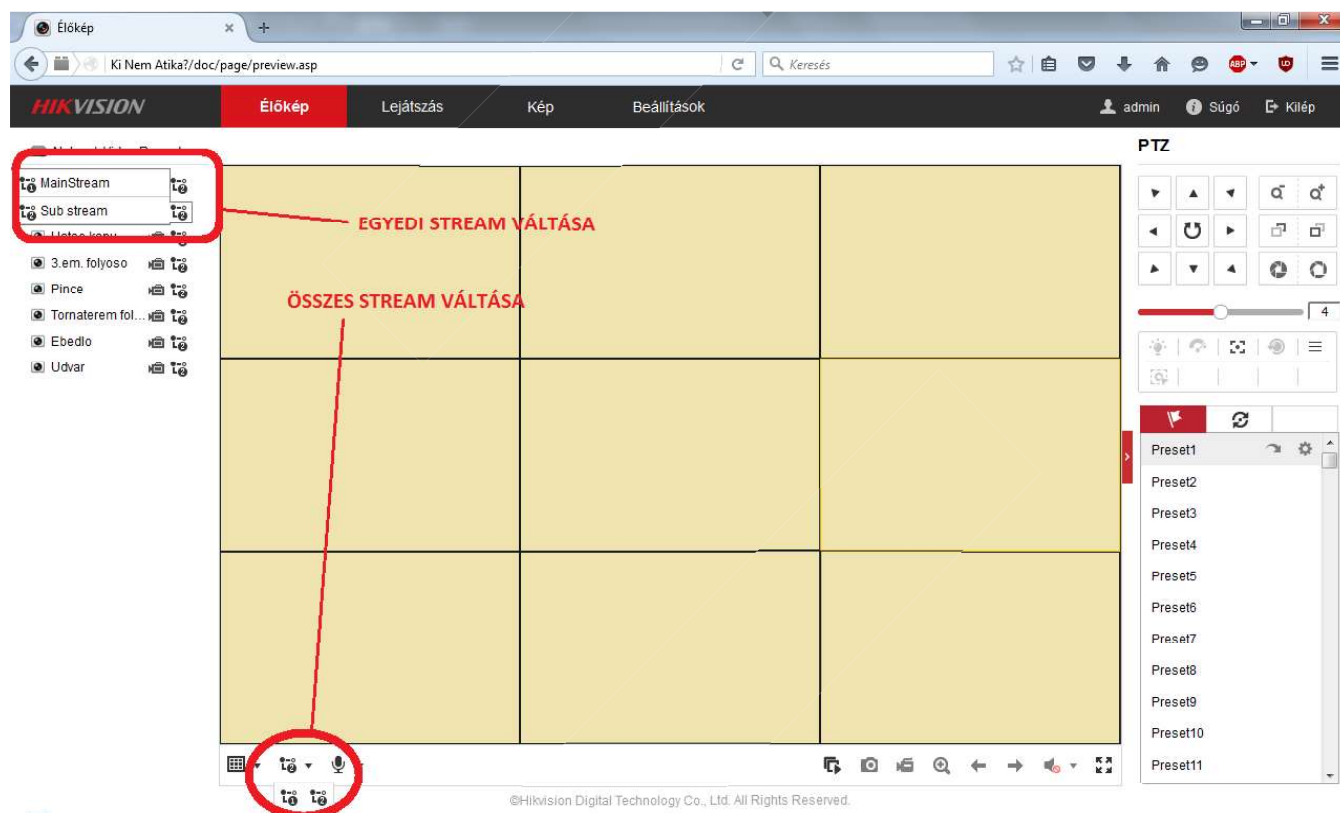 Élőkép
Ki Nem Atika?/doc/page/preview.asp
Keresés
ABP
HIKVISION
Élőkép
Lejátszás
Kép
Beállítások
admin
Súgó
Kilép
PTZ
MainStream
Sub stream
EGYEDI STREAM VÁLTÁSA
3.em. folyoso
Pince
ÖSSZES STREAM VÁLTÁSA
Tornaterem fol...
4
Ebedlo
Udvar
Preset1
Preset2
Preset3
Preset4
Preset5
Preset6
Preset7
Preset8
Preset9
Preset10
Preset11
©Hikvision Digital Technology Co., Ltd. All Rights Reserved.